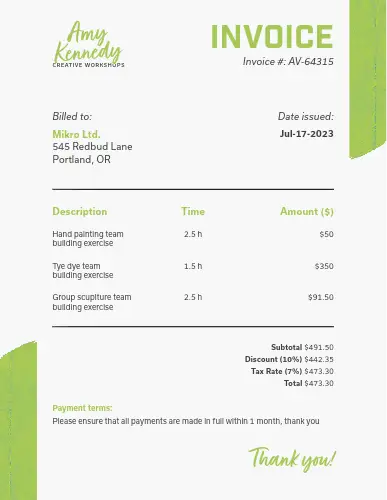 Amy
Kennedy
CREATIVE WORKSHOPS
INVOICE
Invoice #: AV-64315
Billed to:
Date issued:
Mikro Ltd.
Jul-17-2023
545 Redbud Lane
Portland, OR
Description Time Amount ($)
Hand painting team 2.5 h $50
building exercise
Tye dye team 1.5 h $350
building exercise
Group sculpture team 2.5 h $91.50
building exercise
Subtotal $491.50
Discount (10%) $442.35
Tax Rate (7%) $473.30
Total $473.30
Payment terms:
Please ensure that all payments are made in full within 1 month, thank you
Thank you!